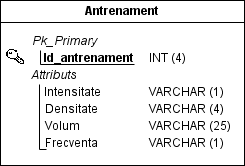 Antrenament
Pk_Primary
Id_antrenament INT (4)
Attributs
Intensitate VARCHAR (1)
Densitate VARCHAR (4)
Volum VARCHAR (25)
Frecventa VARCHAR (1)